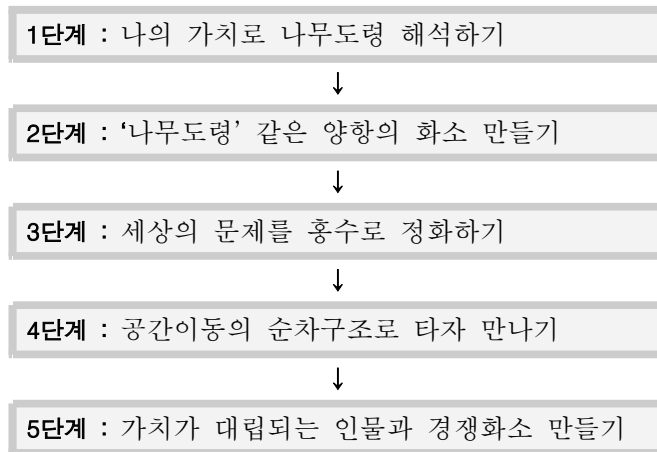 1단계 : 나의 가치로 나무도령 해석하기
↓
2단계 : ‘나무도령’ 같은 양항의 화소 만들기
↓
3단계 : 세상의 문제를 홍수로 정화하기
↓
4단계 : 공간이동의 순차구조로 타자 만나기
↓
5단계 : 가치가 대립되는 인물과 경쟁화소 만들기